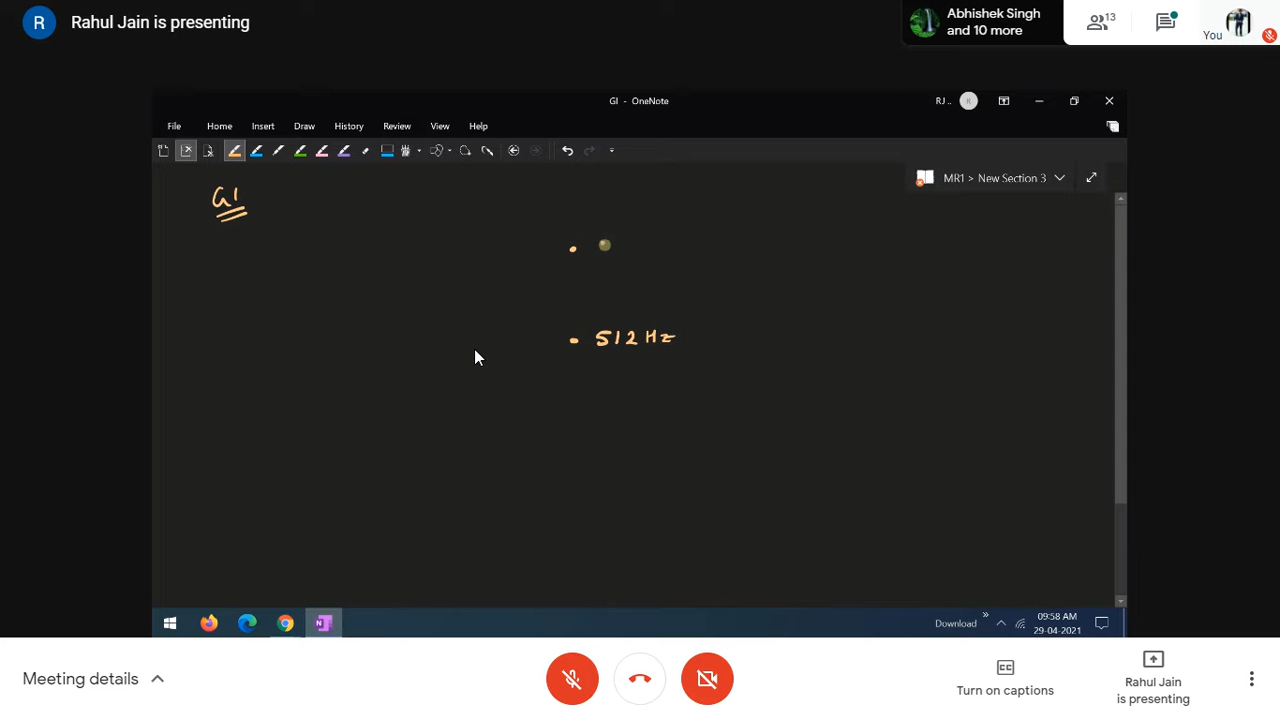 R Rahul Jain is presenting
Abhishek Singh
and 10 more
13
You
GI - OneNote
RJ ..
K
File Home Insert Draw History Review View Help
MR1 > New Section 3
GI
512 Hz
Download
09:58 AM
29-04-2021
Meeting details
CC
Turn on captions
Rahul Jain
is presenting